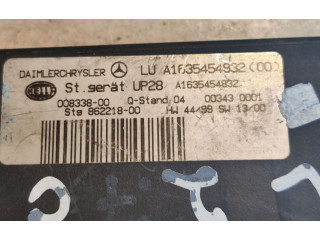 DAIMLERCHRYSLER LU A1635454932 (00)
HELLA St.gerät UP28 A1635454832
008338-00 Q-Stand 04 00343 0001
Stg 862218-00 HW 44/99 SW 13/00